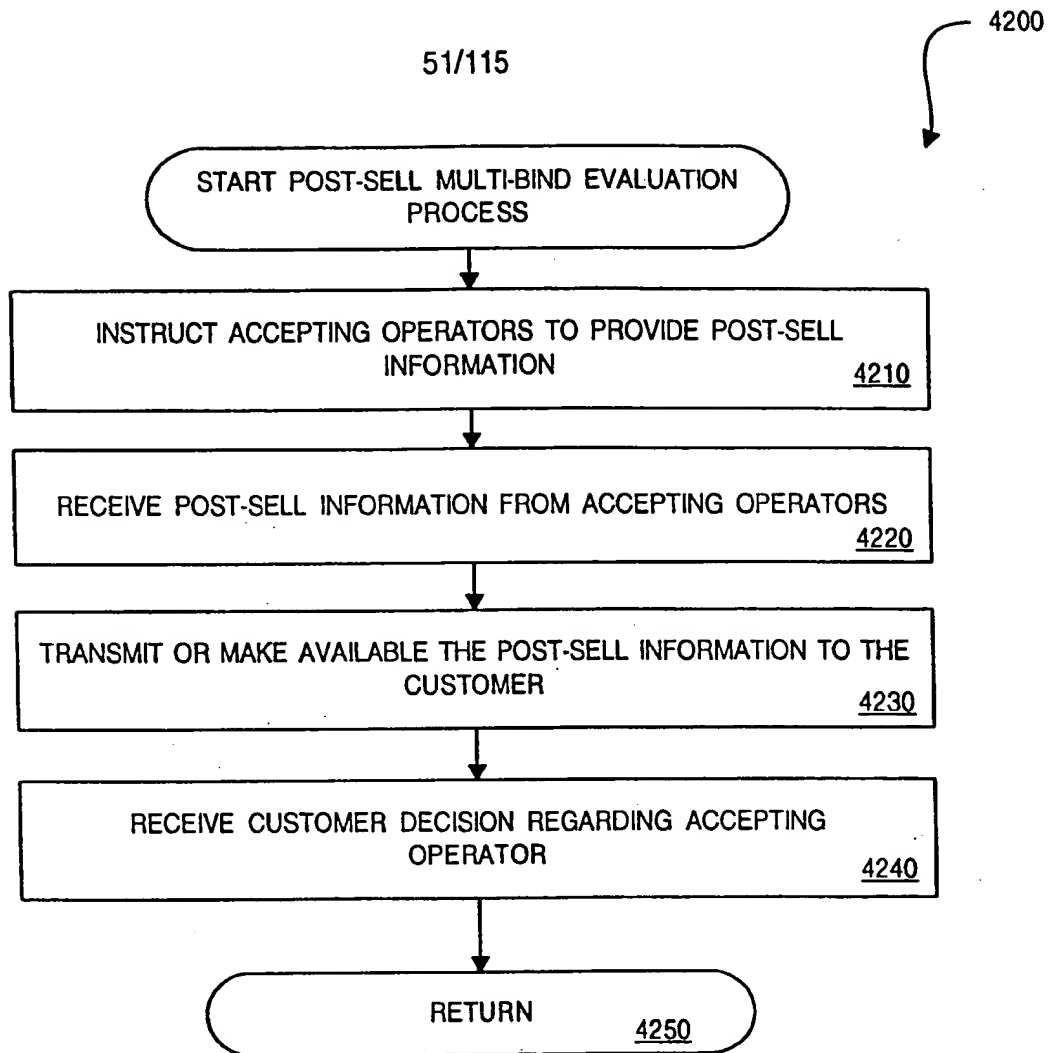 4200
51/115
START POST-SELL MULTI-BIND EVALUATION
PROCESS
INSTRUCT ACCEPTING OPERATORS TO PROVIDE POST-SELL
INFORMATION
4210
RECEIVE POST-SELL INFORMATION FROM ACCEPTING OPERATORS
4220
TRANSMIT OR MAKE AVAILABLE THE POST-SELL INFORMATION TO THE
CUSTOMER
4230
RECEIVE CUSTOMER DECISION REGARDING ACCEPTING
OPERATOR
4240
RETURN
4250